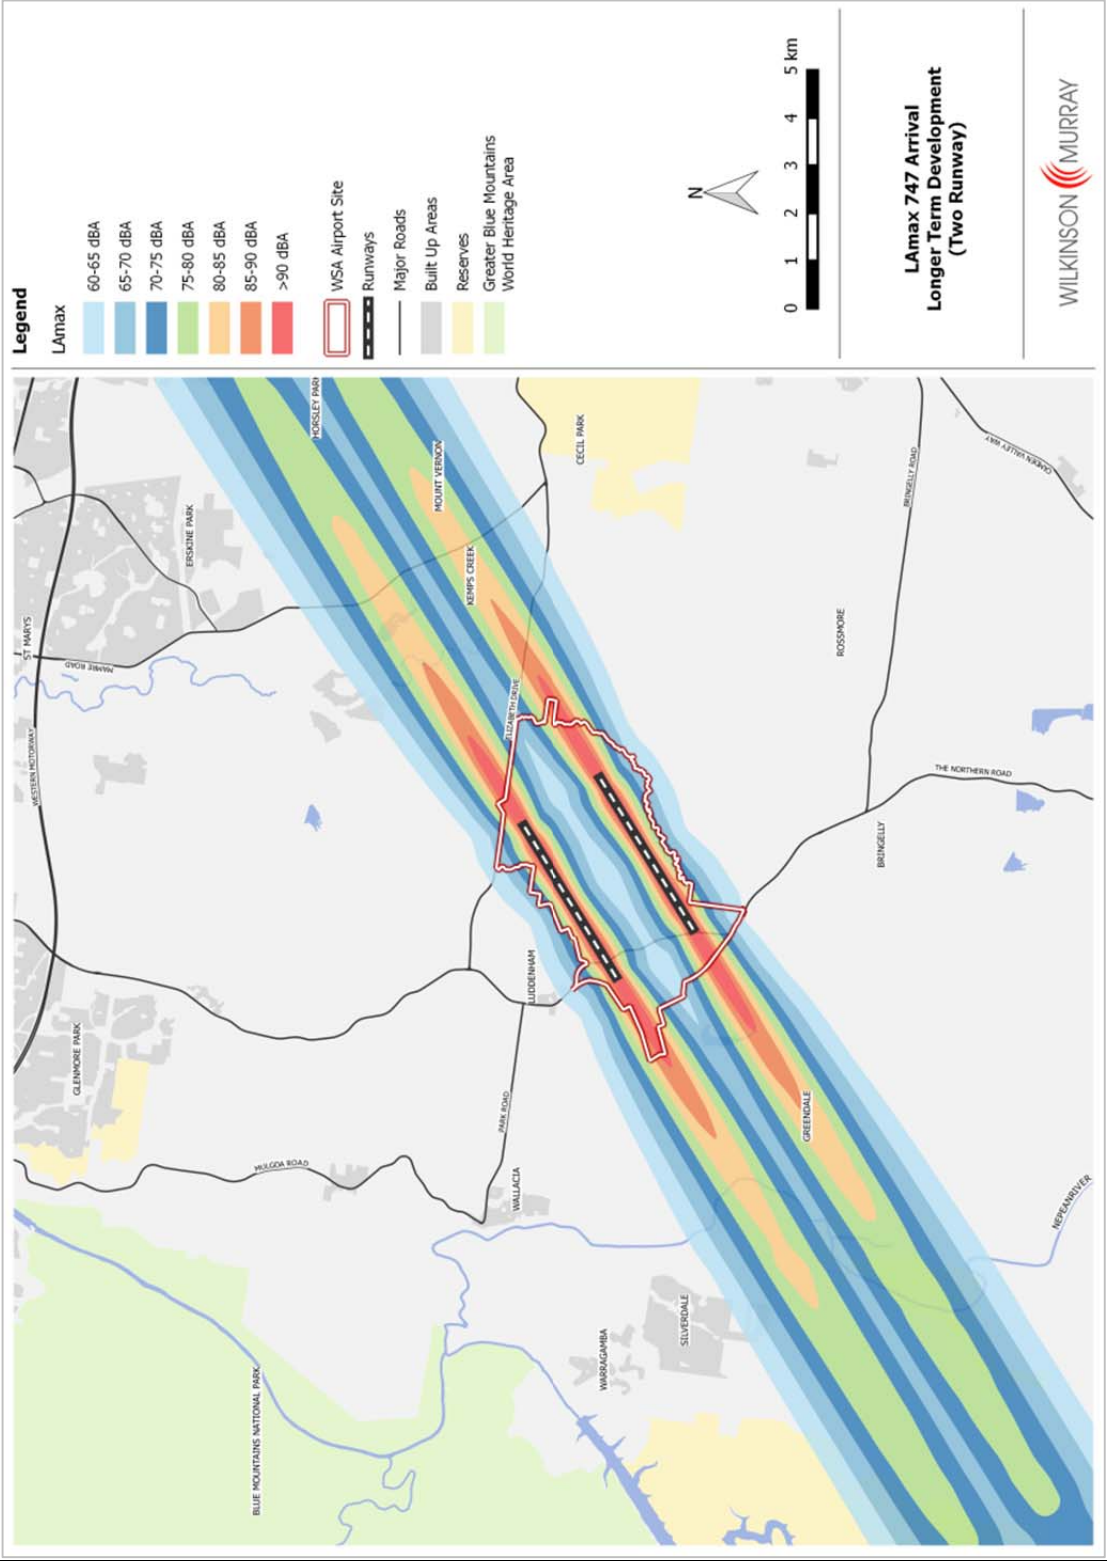 Legend
LAmax
60-65 dBA
65-70 dBA
70-75 dBA
75-80 dBA
80-85 dBA
85-90 dBA
>90 dBA
WSA Airport Site
Runways
Major Roads
Built Up Areas
Reserves
Greater Blue Mountains
World Heritage Area
N
0 1 2 3 4 5 km
LAmax 747 Arrival
Longer Term Development
(Two Runway)
WILKINSON MURRAY
ST MARYS
MAMRE ROAD
ERSKINE PARK
HORSLEY PARK
MOUNT VERNON
KEMPS CREEK
CECIL PARK
WESTERN MOTORWAY
ELIZABETH DRIVE
BRINGELLY ROAD
CAMDEN VALLEY WAY
ROSSMORE
THE NORTHERN ROAD
BRINGELLY
LUDDENHAM
GLENMORE PARK
PARK ROAD
MULGOA ROAD
WALLACIA
GREENDALE
NEPEANRIVER
SILVERDALE
WARRAGAMBA
BLUE MOUNTAINS NATIONAL PARK